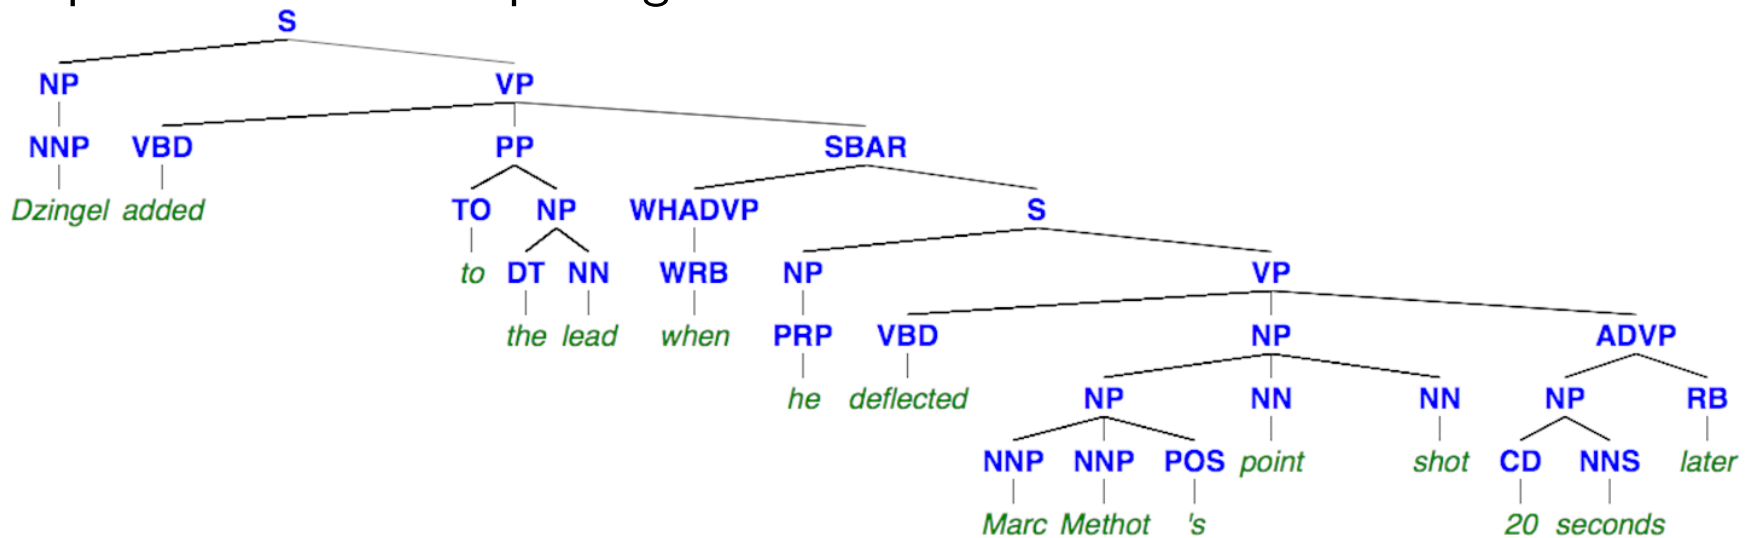 S
NP VP
NNP VBD PP SBAR
Dzingel added TO NP WHADVP S
to DT NN WRB NP VP
the lead when PRP VBD NP ADVP
he deflected NP NN NN NP RB
NNP NNP POS point shot CD NNS later
Marc Methot 's 20 seconds